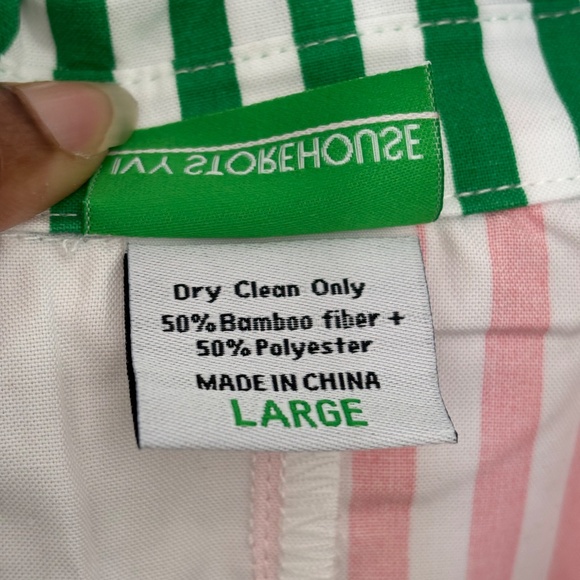 IVY STOREHOUSE
Dry Clean Only
50% Bamboo fiber +
50% Polyester
MADE IN CHINA
LARGE